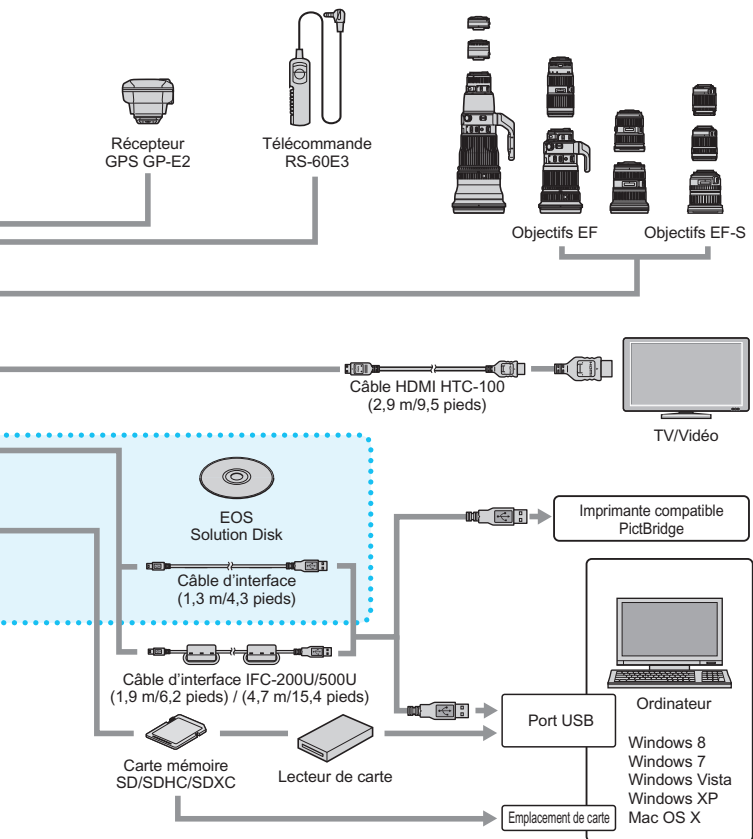 Récepteur
GPS GP-E2
Télécommande
RS-60E3
Objectifs EF
Objectifs EF-S
Câble HDMI HTC-100
(2,9 m/9,5 pieds)
TV/Vidéo
EOS
Solution Disk
Imprimante compatible
PictBridge
Câble d'interface
(1,3 m/4,3 pieds)
Câble d'interface IFC-200U/500U
(1,9 m/6,2 pieds) / (4,7 m/15,4 pieds)
Port USB
Ordinateur
Windows 8
Windows 7
Windows Vista
Windows XP
Mac OS X
Carte mémoire
SD/SDHC/SDXC
Lecteur de carte
Emplacement de carte